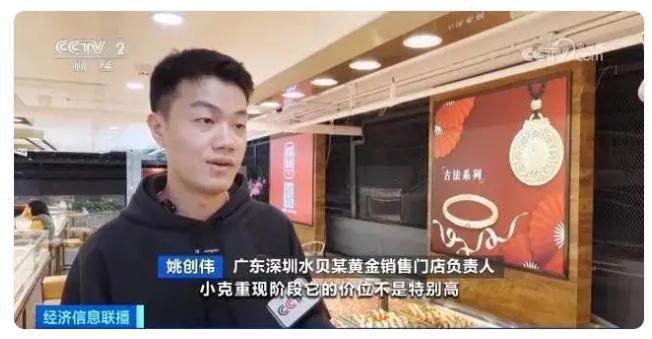 CCTV 2
财经
CCTV.com
古法系列
姚创伟 广东深圳水贝某黄金销售门店负责人
小克重现阶段它的价位不是特别高
经济信息联播